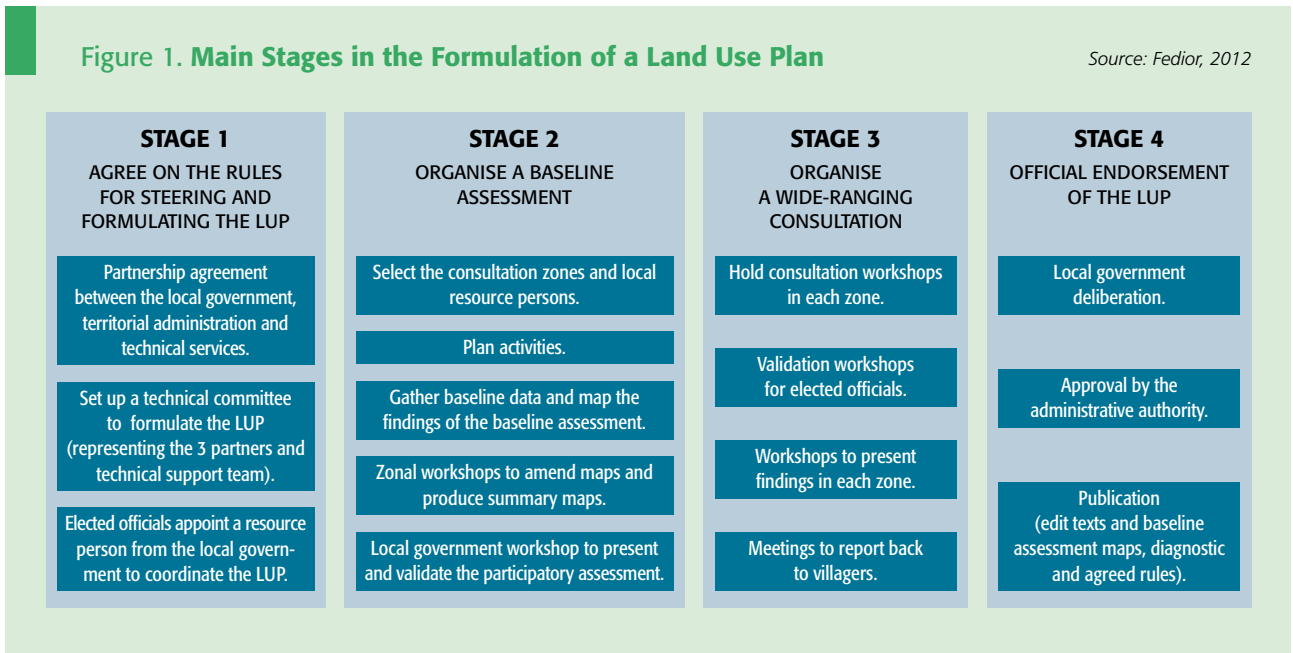 Figure 1. Main Stages in the Formulation of a Land Use Plan
Source: Fedior, 2012
STAGE 1
AGREE ON THE RULES
FOR STEERING AND
FORMULATING THE LUP
Partnership agreement
between the local government,
territorial administration and
technical services.
Set up a technical committee
to formulate the LUP
(representing the 3 partners and
technical support team).
Elected officials appoint a resource
person from the local govern-
ment to coordinate the LUP.
STAGE 2
ORGANISE A BASELINE
ASSESSMENT
Select the consultation zones and local
resource persons.
Plan activities.
Gather baseline data and map the
findings of the baseline assessment.
Zonal workshops to amend maps and
produce summary maps.
Local government workshop to present
and validate the participatory assessment.
STAGE 3
ORGANISE
A WIDE-RANGING
CONSULTATION
Hold consultation workshops
in each zone.
Validation workshops
for elected officials.
Workshops to present
findings in each zone.
Meetings to report back
to villagers.
STAGE 4
OFFICIAL ENDORSEMENT
OF THE LUP
Local government
deliberation.
Approval by the
administrative authority.
Publication
(edit texts and baseline
assessment maps, diagnostic
and agreed rules).